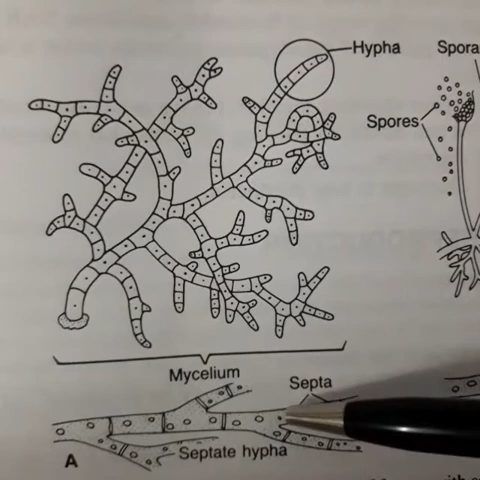 Hypha
Spora
Spores
Mycelium
Septa
Septate hypha
A